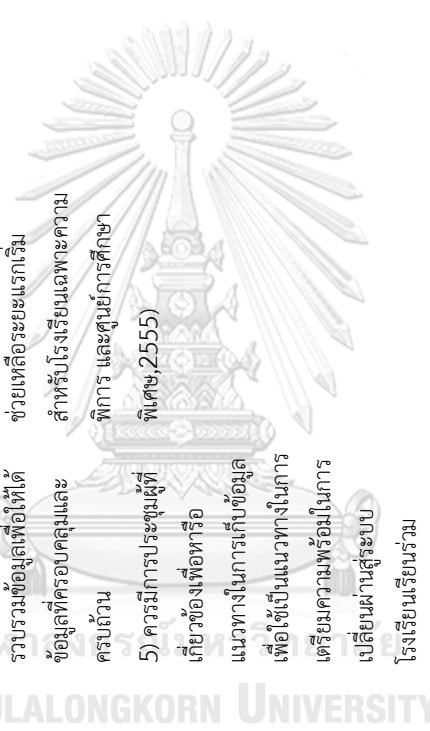 รวบรวมข้อมูลเพื่อให้ได้
ข้อมูลที่ครอบคลุมและ
ครบถ้วน
5) ควรมีการประชุมผู้ที่
เกี่ยวข้องเพื่อหารือ
แนวทางในการเก็บข้อมูล
เพื่อใช้เป็นแนวทางในการ
เตรียมความพร้อมในการ
เปลี่ยนผ่านสู่ระบบ
โรงเรียนเรียนร่วม
ช่วยเหลือระยะแรกเริ่ม
สำหรับโรงเรียนเฉพาะความ
พิการ และศูนย์การศึกษา
พิเศษ,2555)
ULALONGKORN UNIVERSITY